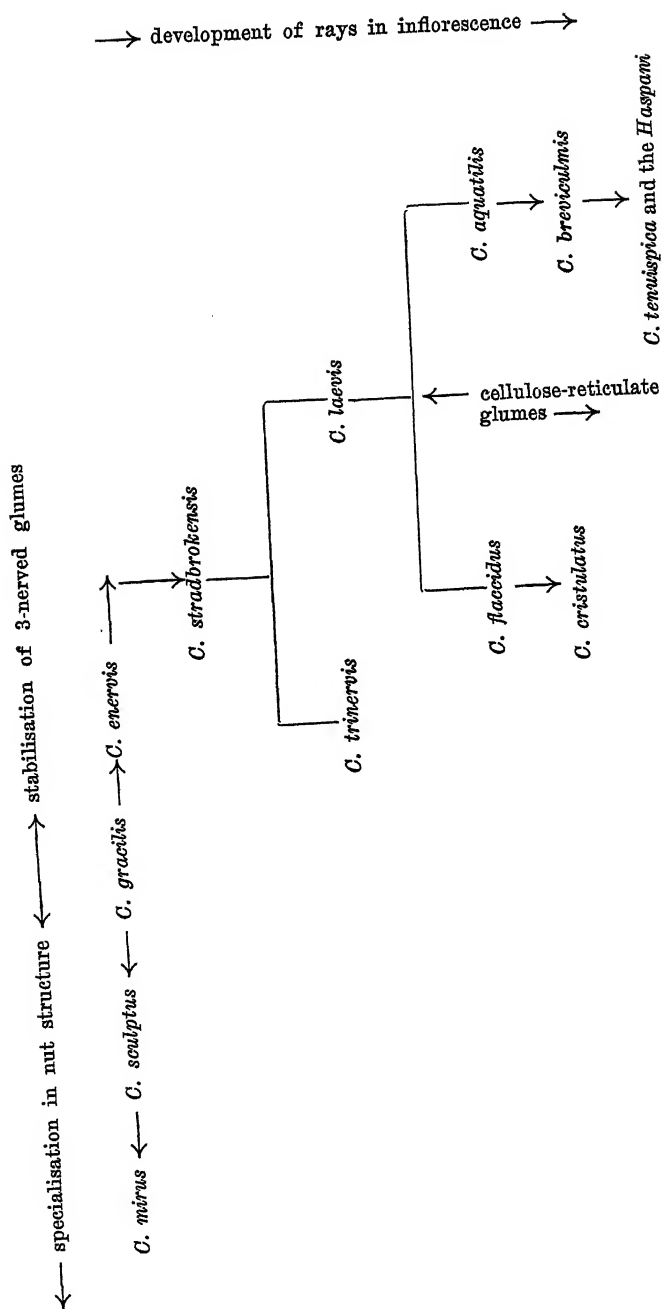 specialisation in nut structure
stabilisation of 3-nerved glumes
development of rays in inflorescence
C. mirus
C. sculptus
C. gracilis
C. enervis
C. stradbrokensis
C. trinervis
C. laevis
cellulose-reticulate
glumes
C. flaccidus
C. cristulatus
C. aquatilis
C. breviculmis
C. tenuispica and the Haspani